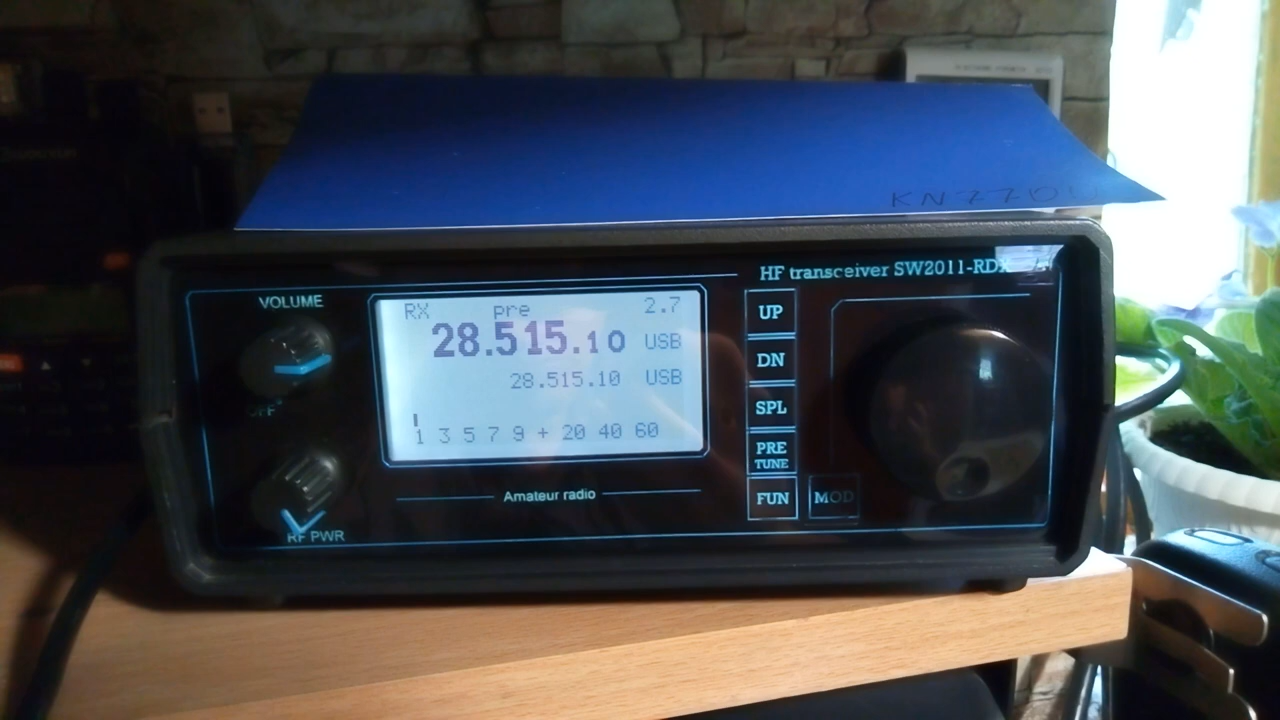 HF transceiver SW2011-RDX
VOLUME
OFF
RF PWR
RX pre 2.7
28.515.10 USB
28.515.10 USB
1 3 5 7 9 + 20 40 60
Amateur radio
UP
DN
SPL
PRE
TUNE
FUN
MOD